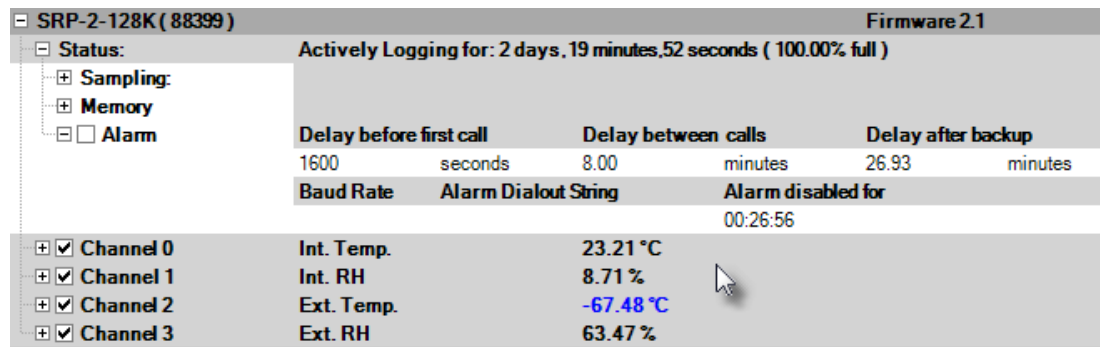 SRP-2-128K ( 88399 ) Firmware 2.1
Status: Actively Logging for: 2 days, 19 minutes,52 seconds ( 100.00% full )
Sampling:
Memory
Alarm Delay before first call Delay between calls Delay after backup
1600 seconds 8.00 minutes 26.93 minutes
Baud Rate Alarm Dialout String Alarm disabled for
00:26:56
Channel 0 Int. Temp. 23.21 °C
Channel 1 Int. RH 8.71 %
Channel 2 Ext. Temp. -67.48 °C
Channel 3 Ext. RH 63.47 %